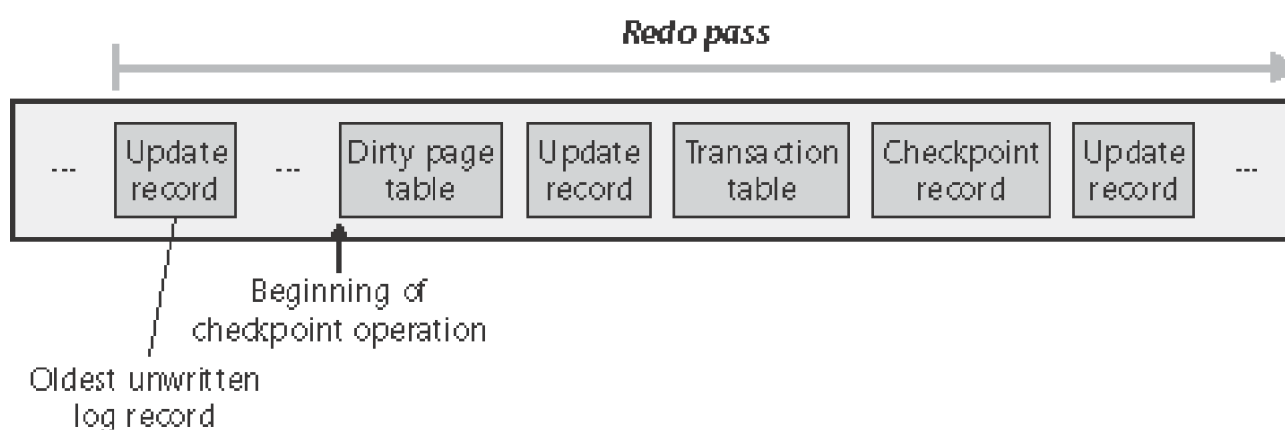 Redo pass
...
Update
record
...
Dirty page
table
Update
record
Transaction
table
Checkpoint
record
Update
record
...
Beginning of
checkpoint operation
Oldest unwritten
log record